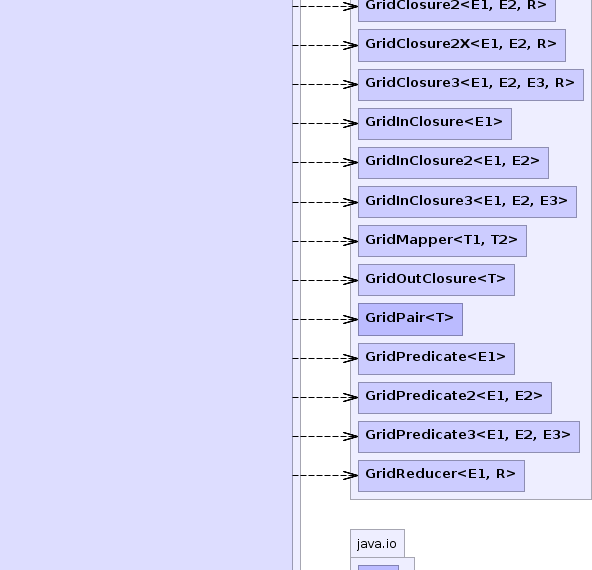 GridClosure2<E1, E2, R>
GridClosure2X<E1, E2, R>
GridClosure3<E1, E2, E3, R>
GridInClosure<E1>
GridInClosure2<E1, E2>
GridInClosure3<E1, E2, E3>
GridMapper<T1, T2>
GridOutClosure<T>
GridPair<T>
GridPredicate<E1>
GridPredicate2<E1, E2>
GridPredicate3<E1, E2, E3>
GridReducer<E1, R>
java.io